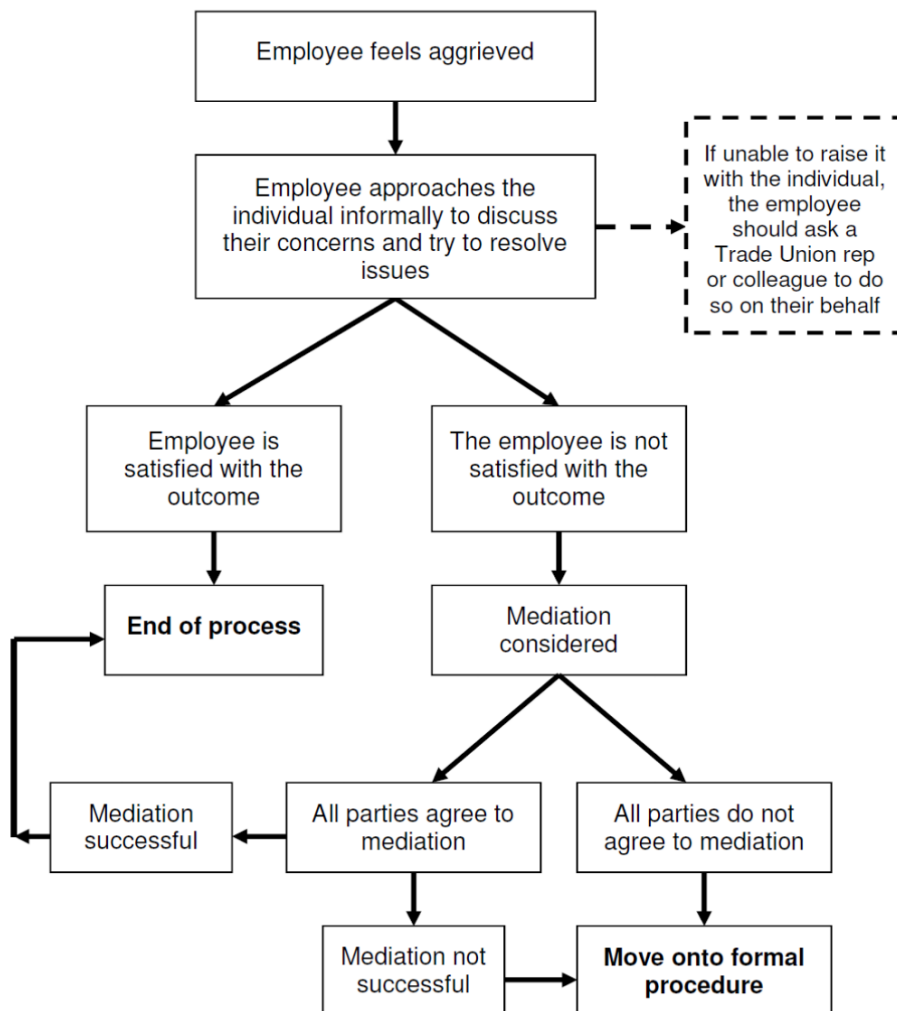 Employee feels aggrieved
Employee approaches the
individual informally to discuss
their concerns and try to resolve
issues
If unable to raise it
with the individual,
the employee
should ask a
Trade Union rep
or colleague to do
so on their behalf
Employee is
satisfied with the
outcome
The employee is not
satisfied with the
outcome
End of process
Mediation
considered
Mediation
successful
All parties agree to
mediation
All parties do not
agree to mediation
Mediation not
successful
Move onto formal
procedure